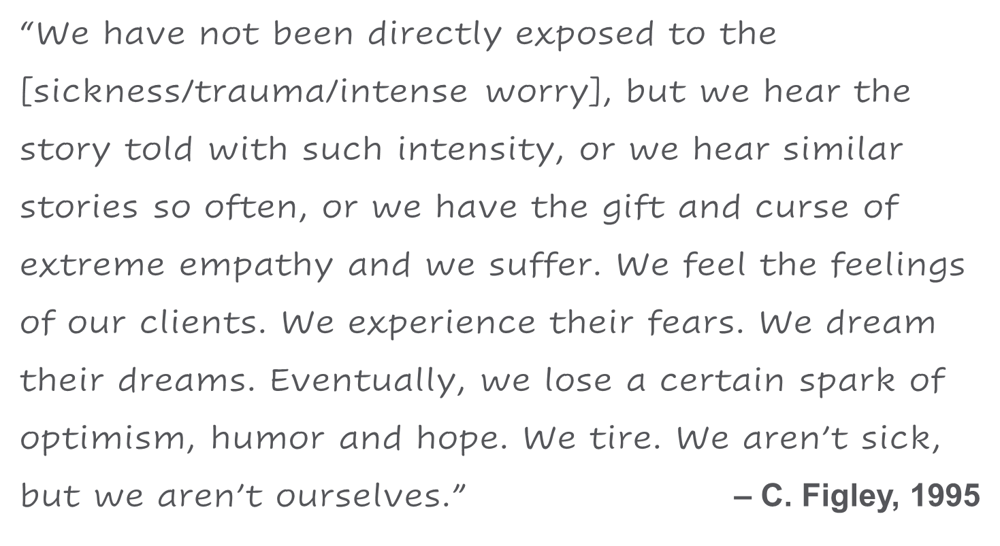 “We have not been directly exposed to the
[sickness/trauma/intense worry], but we hear the
story told with such intensity, or we hear similar
stories so often, or we have the gift and curse of
extreme empathy and we suffer. We feel the feelings
of our clients. We experience their fears. We dream
their dreams. Eventually, we lose a certain spark of
optimism, humor and hope. We tire. We aren’t sick,
but we aren’t ourselves.” – C. Figley, 1995